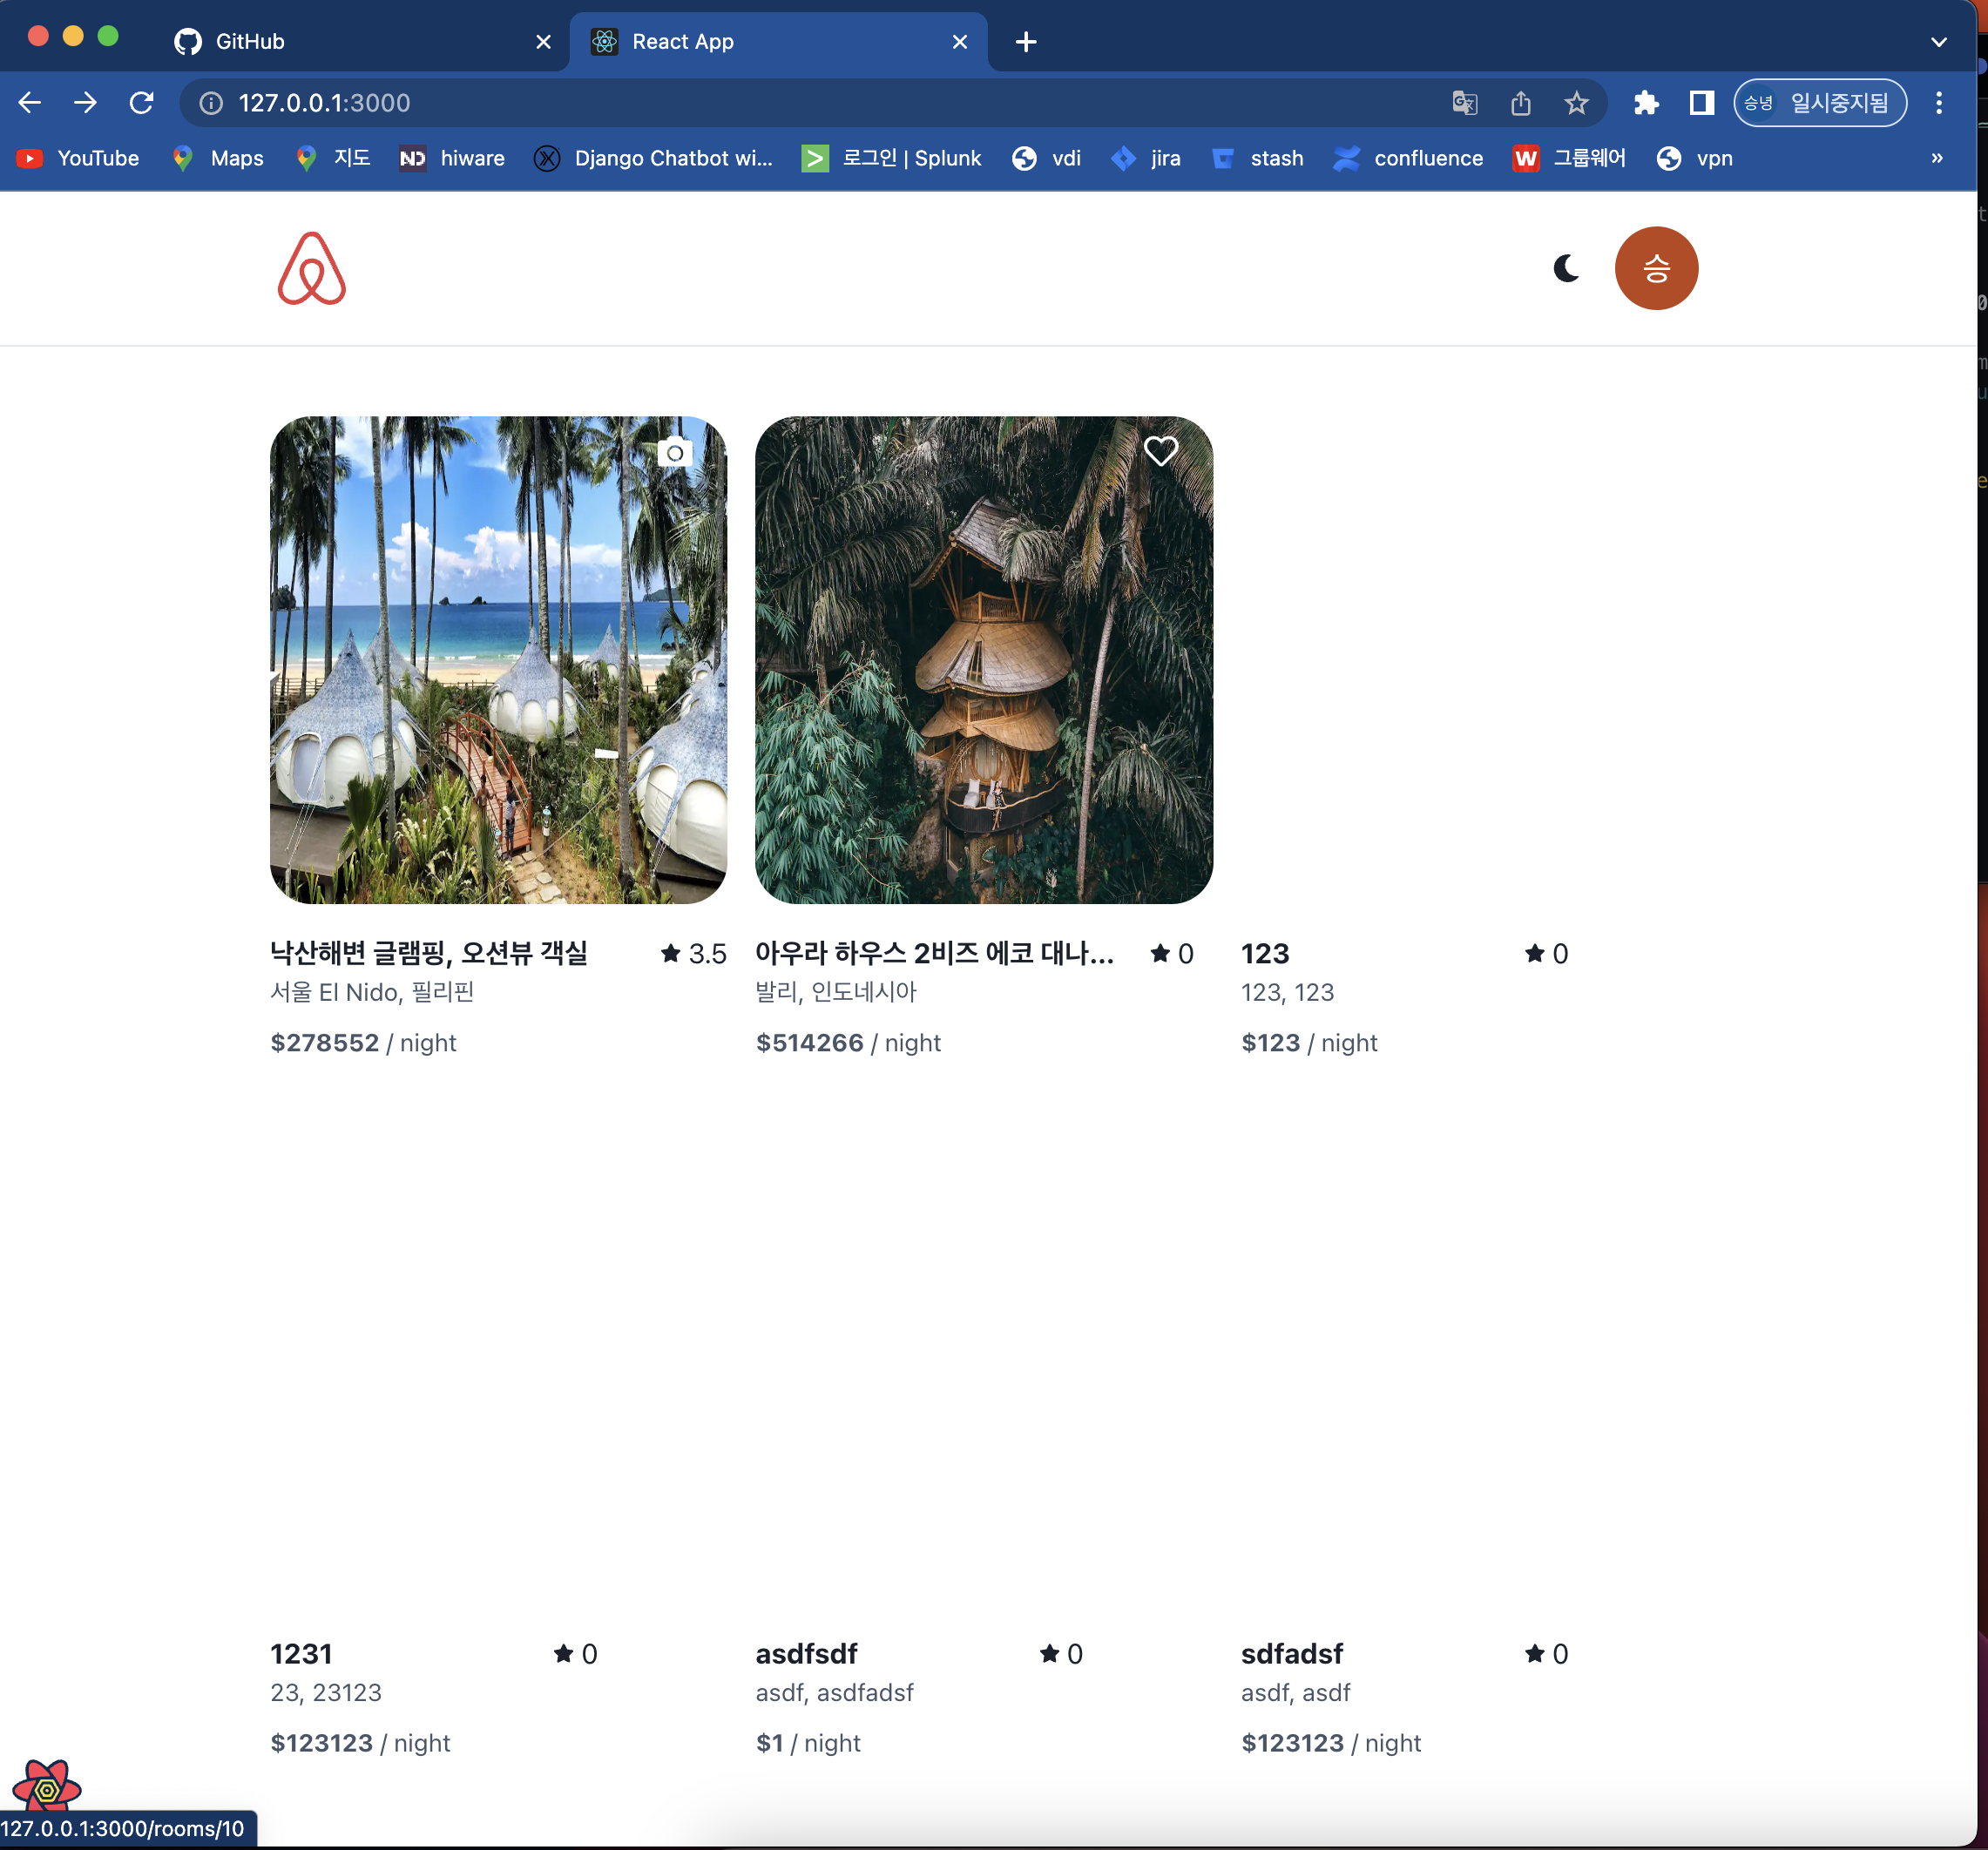 GitHub
React App
127.0.0.1:3000
승녕 일시중지됨
YouTube
Maps
지도
ND hiware
Django Chatbot wi...
로그인 | Splunk
vdi
jira
stash
confluence
W 그룹웨어
vpn
»
승
낙산해변 글램핑, 오션뷰 객실 ★ 3.5
서울 El Nido, 필리핀
$278552 / night
아우라 하우스 2비즈 에코 대나... ★ 0
발리, 인도네시아
$514266 / night
123 ★ 0
123, 123
$123 / night
1231 ★ 0
23, 23123
$123123 / night
asdfsdf ★ 0
asdf, asdfadsf
$1 / night
sdfadsf ★ 0
asdf, asdf
$123123 / night
127.0.0.1:3000/rooms/10